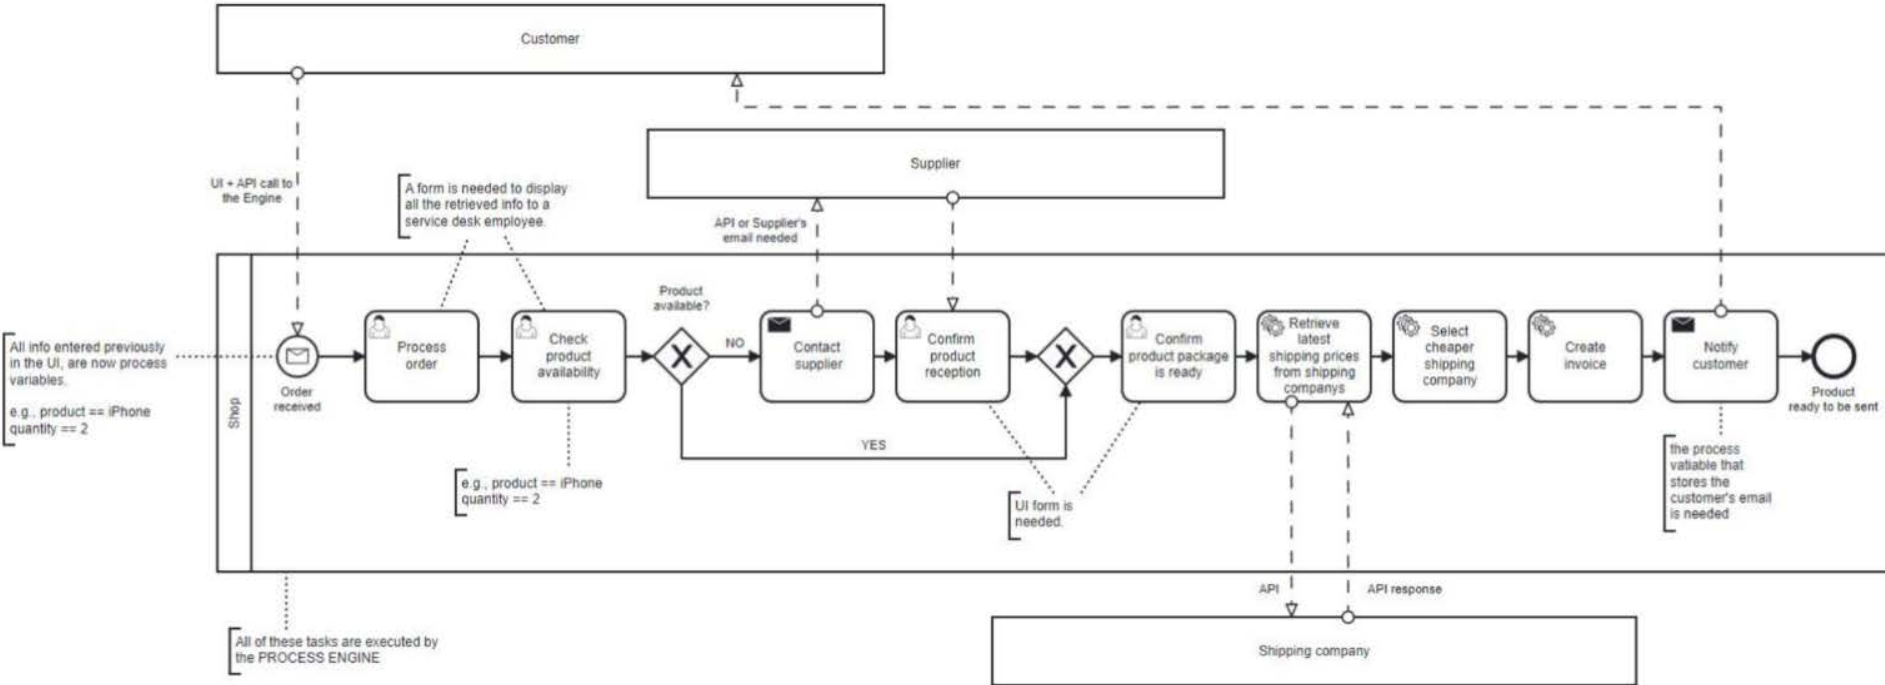 Customer
Supplier
UI + API call to
the Engine
A form is needed to display
all the retrieved info to a
service desk employee.
API or Supplier's
email needed
Shop
All info entered previously
in the UI, are now process
variables.
e.g., product == iPhone
quantity == 2
Order
received
Process
order
Check
product
availability
Product
available?
NO
YES
Contact
supplier
Confirm
product
reception
Confirm
product package
is ready
Retrieve
latest
shipping prices
from shipping
companys
Select
cheaper
shipping
company
Create
invoice
Notify
customer
Product
ready to be sent
e.g., product == iPhone
quantity == 2
UI form is
needed.
the process
vatiable that
stores the
customer's email
is needed
API
API response
All of these tasks are executed by
the PROCESS ENGINE
Shipping company